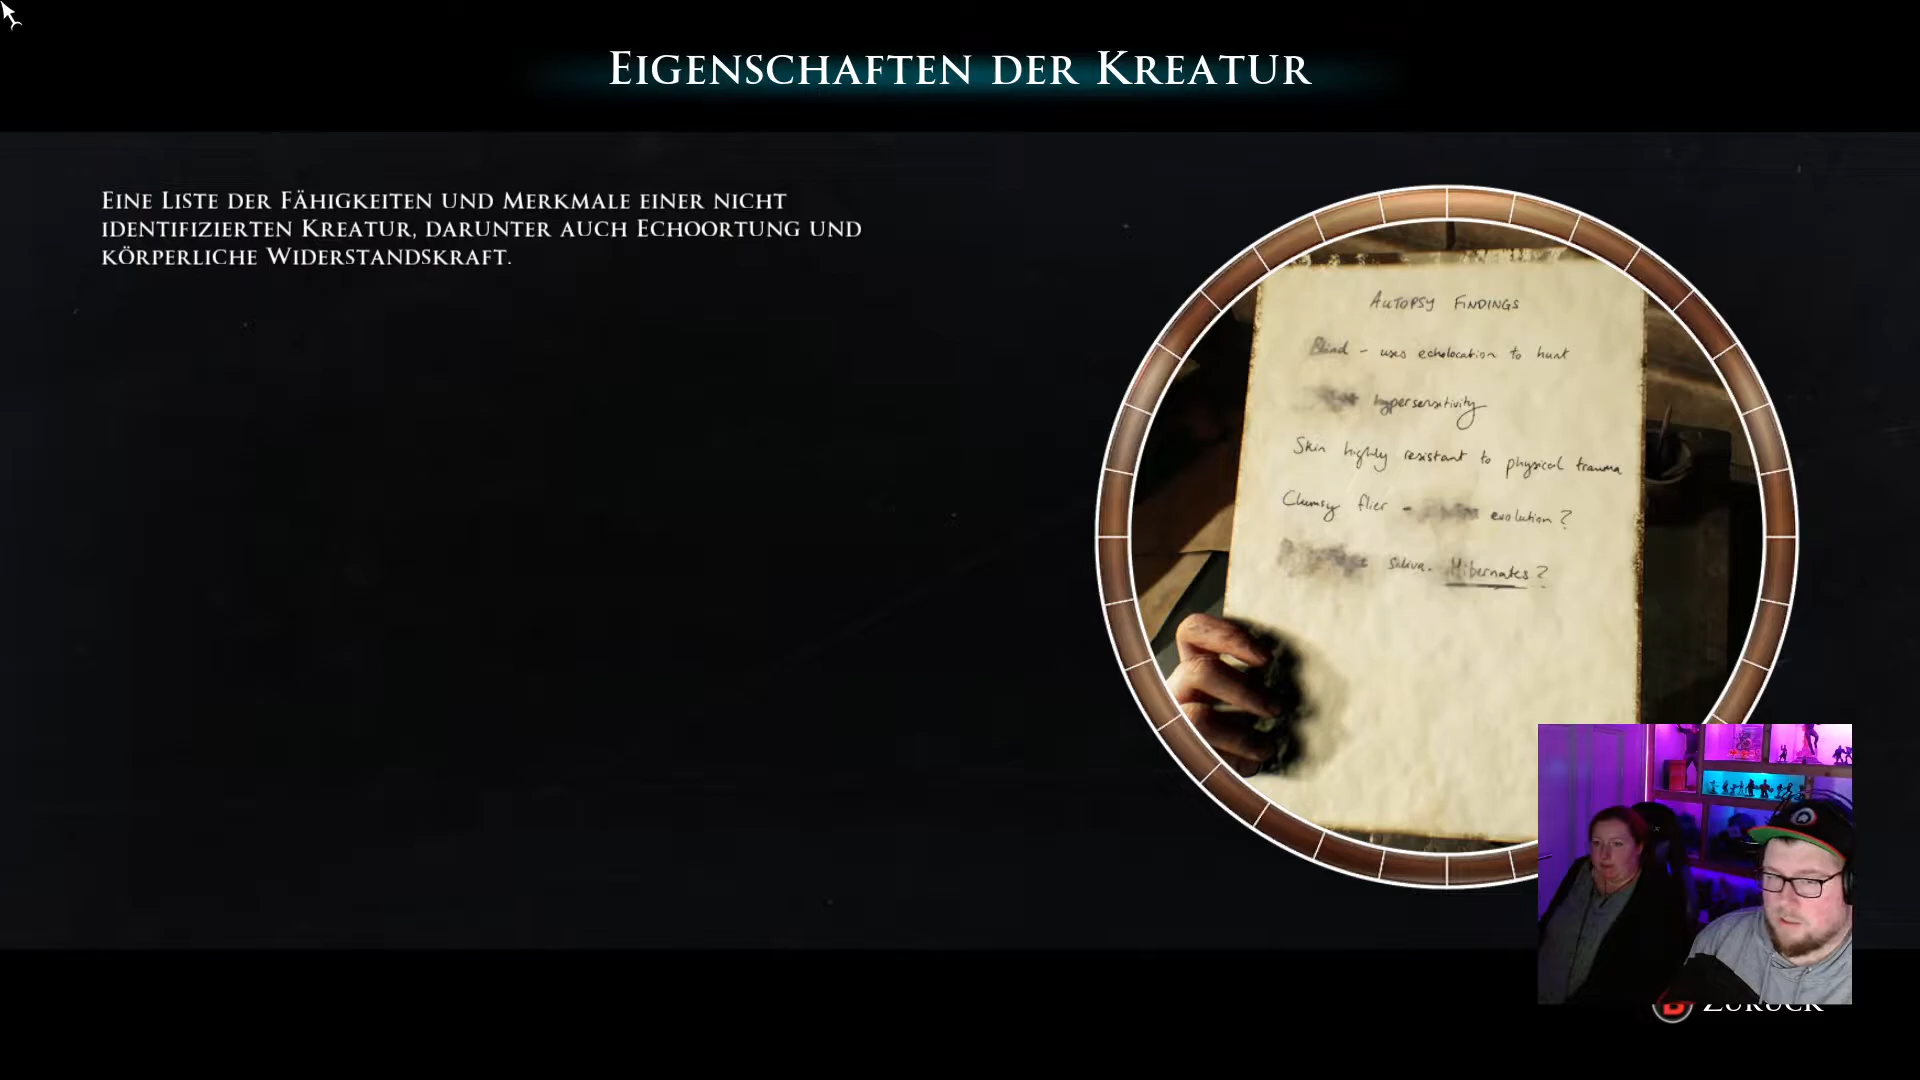 Eigenschaften der Kreatur
Eine Liste der Fähigkeiten und Merkmale einer nicht
identifizierten Kreatur, darunter auch Echoortung und
körperliche Widerstandskraft.
Autopsy Findings
Blind - uses echolocation to hunt
hypersensitivity
Skin highly resistant to physical trauma
Clumsy flier - evolution?
saliva. Hibernates?
B Zurück